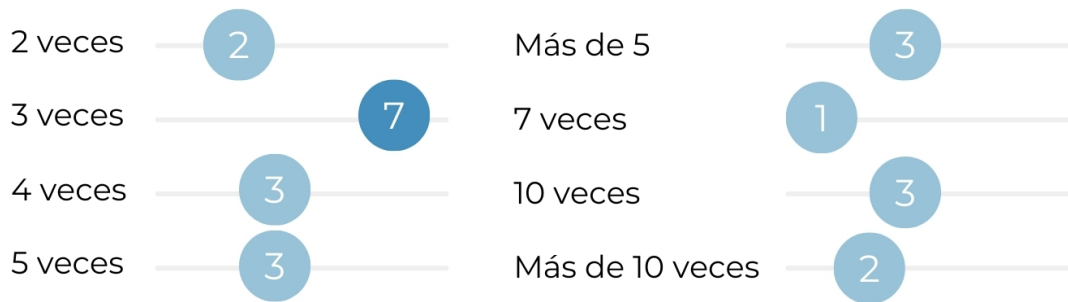 2 veces 2
3 veces 7
4 veces 3
5 veces 3
Más de 5 3
7 veces 1
10 veces 3
Más de 10 veces 2